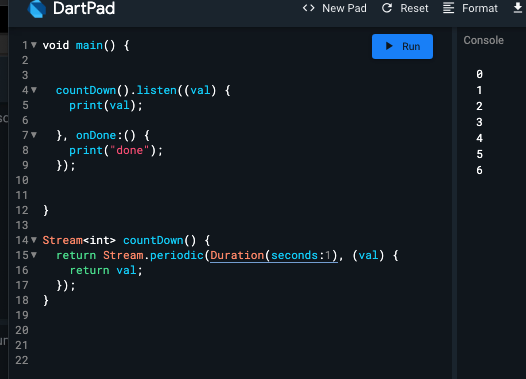 DartPad
<> New Pad
Reset
Format
Run
Console
1 void main() {
2
3
4 countDown().listen((val) {
5 print(val);
6
7 }, onDone:() {
8 print("done");
9 });
10
11
12 }
13
14 Stream<int> countDown() {
15 return Stream.periodic(Duration(seconds:1), (val) {
16 return val;
17 });
18 }
19
20
21
22
0
1
2
3
4
5
6